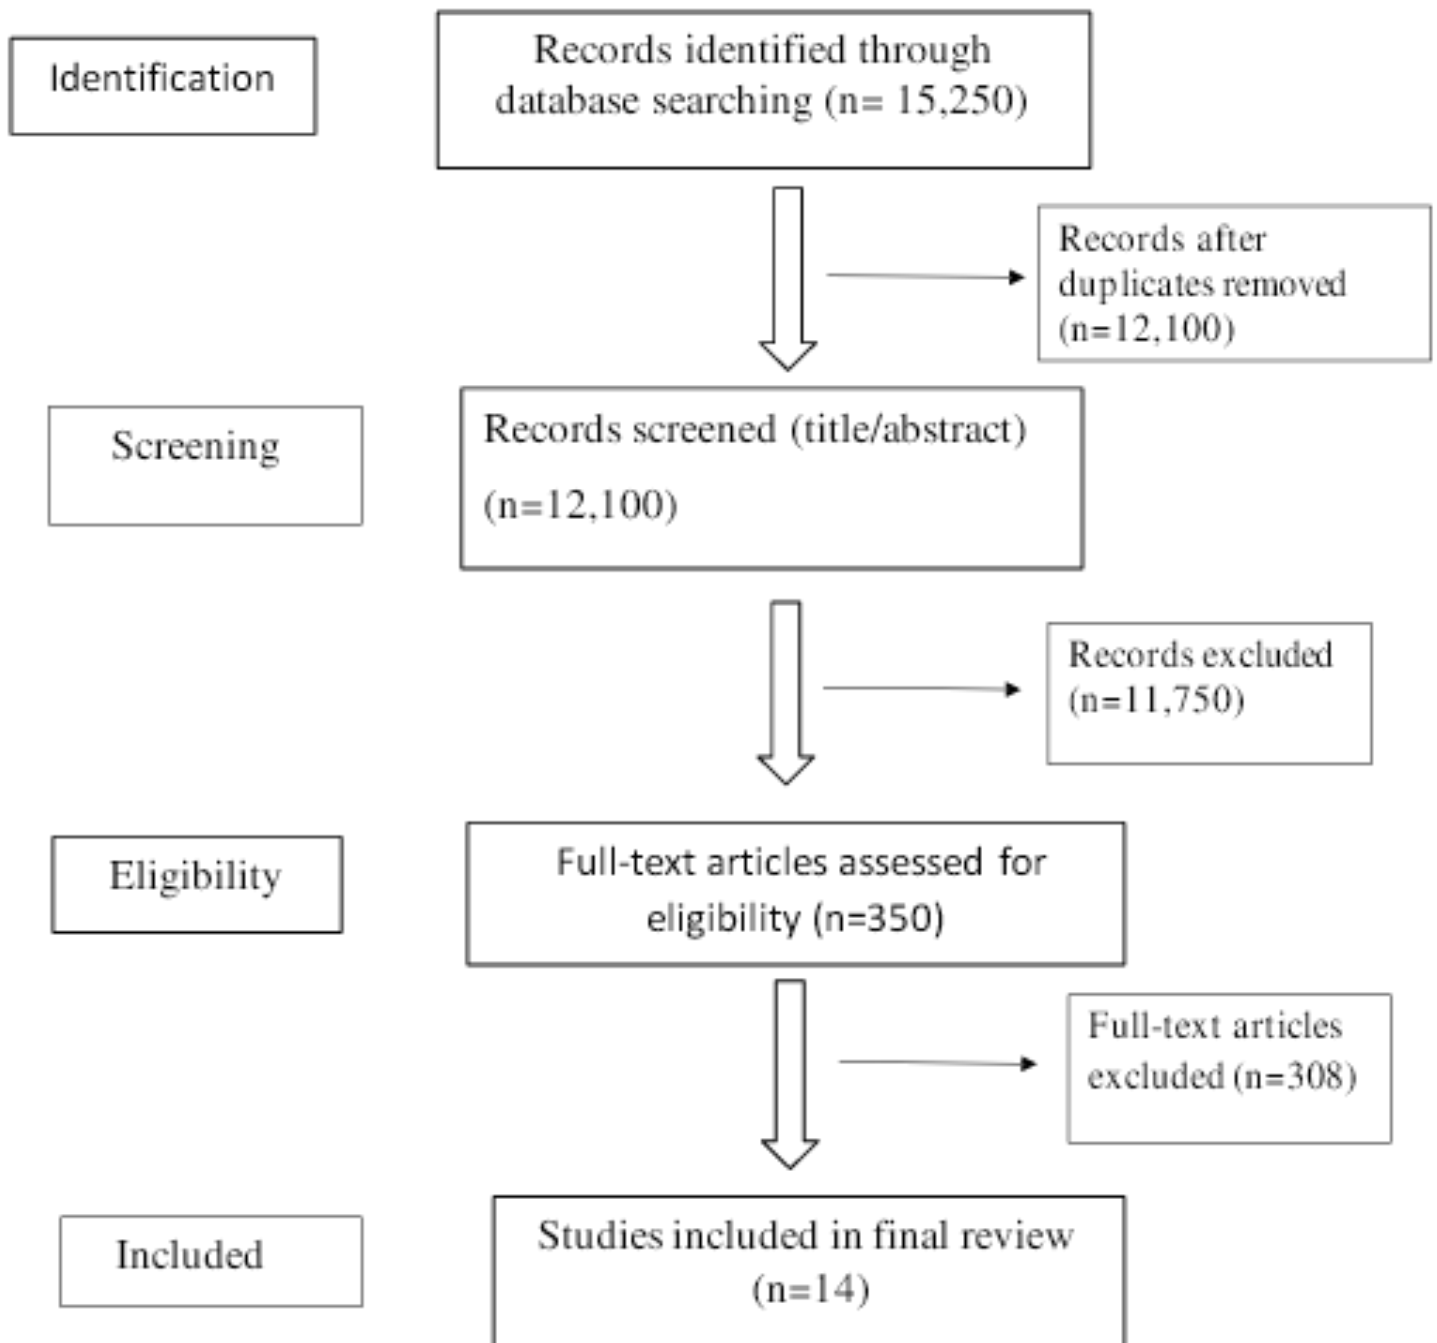 Identification
Records identified through
database searching (n= 15,250)
Records after
duplicates removed
(n=12,100)
Screening
Records screened (title/abstract)
(n=12,100)
Records excluded
(n=11,750)
Eligibility
Full-text articles assessed for
eligibility (n=350)
Full-text articles
excluded (n=308)
Included
Studies included in final review
(n=14)